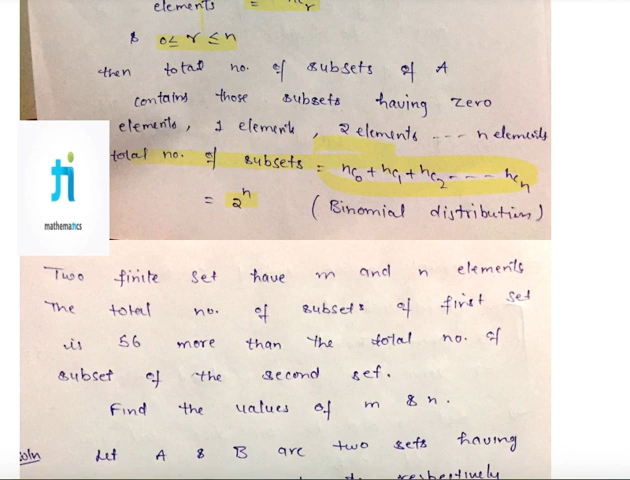 elements =
& 0 ≤ r ≤ n
then total no. of subsets of A
contains those subsets having zero
elements, 1 element, 2 elements ---- n elements
total no. of subsets = nc₀ + nc₁ + nc₂ ---- ncₙ
= 2ⁿ (Binomial distribution)
mathematics
Two finite set have m and n elements
The total no. of subsets of first set
is 56 more than the total no. of
subset of the second set.
Find the values of m & n.
soln Let A & B are two sets having
respectively